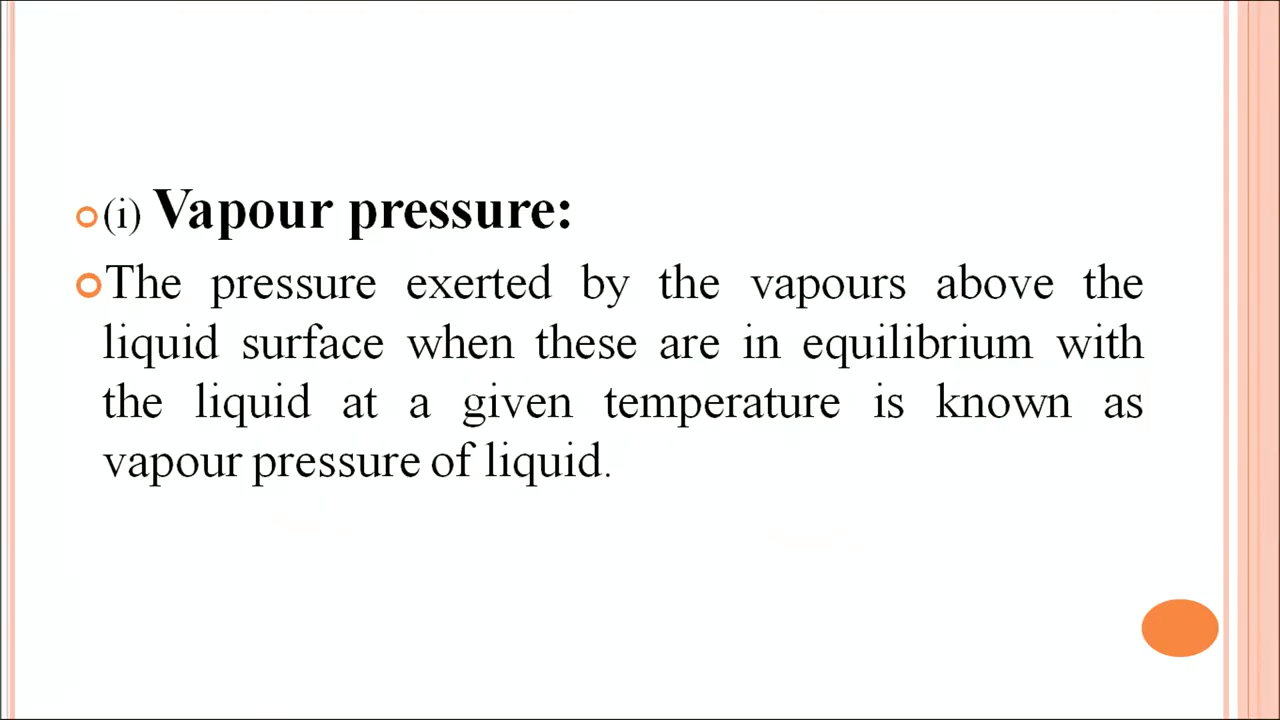 (i) Vapour pressure:
The pressure exerted by the vapours above the
liquid surface when these are in equilibrium with
the liquid at a given temperature is known as
vapour pressure of liquid.